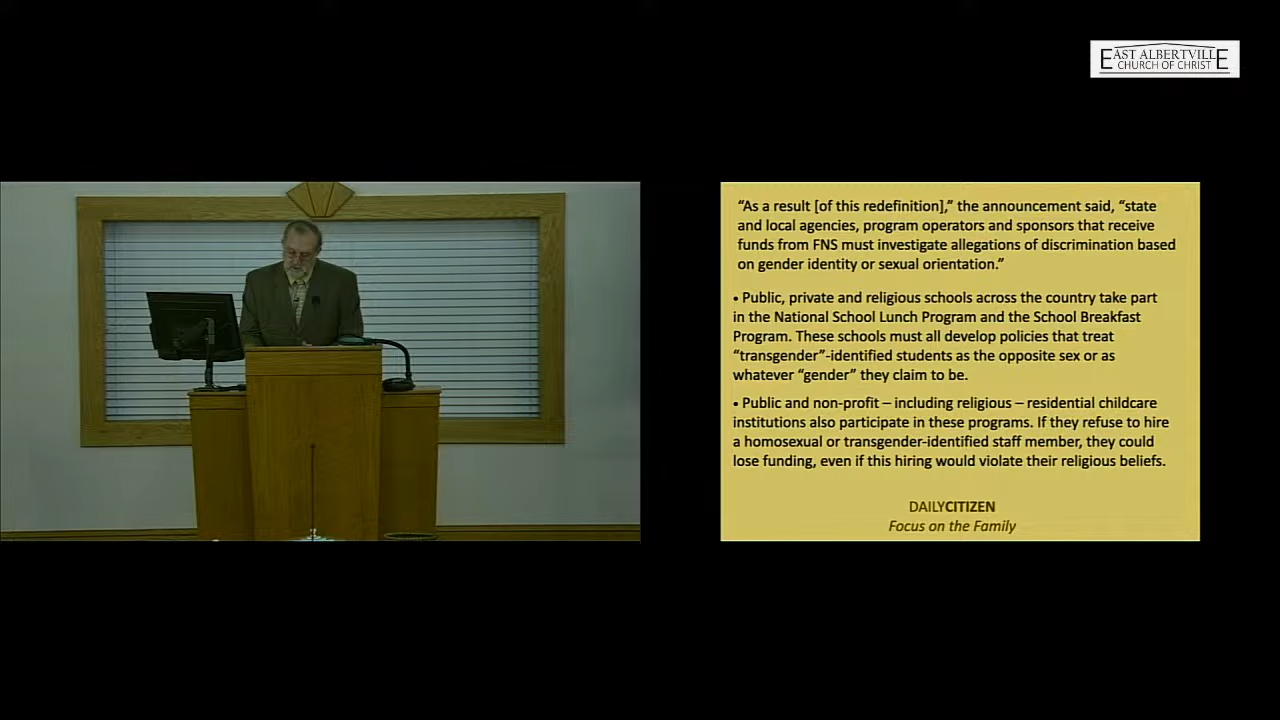 EAST ALBERTVILLE
CHURCH OF CHRIST
“As a result [of this redefinition],” the announcement said, “state
and local agencies, program operators and sponsors that receive
funds from FNS must investigate allegations of discrimination based
on gender identity or sexual orientation.”
• Public, private and religious schools across the country take part
in the National School Lunch Program and the School Breakfast
Program. These schools must all develop policies that treat
“transgender”-identified students as the opposite sex or as
whatever “gender” they claim to be.
• Public and non-profit – including religious – residential childcare
institutions also participate in these programs. If they refuse to hire
a homosexual or transgender-identified staff member, they could
lose funding, even if this hiring would violate their religious beliefs.
DAILYCITIZEN
Focus on the Family